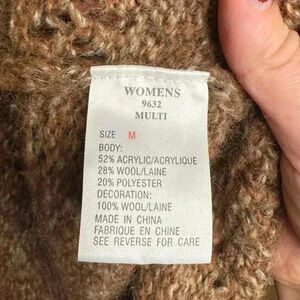 WOMENS
9632
MULTI
SIZE M
BODY:
52% ACRYLIC/ACRYLIQUE
28% WOOL/LAINE
20% POLYESTER
DECORATION:
100% WOOL/LAINE
MADE IN CHINA
FABRIQUE EN CHINE
SEE REVERSE FOR CARE